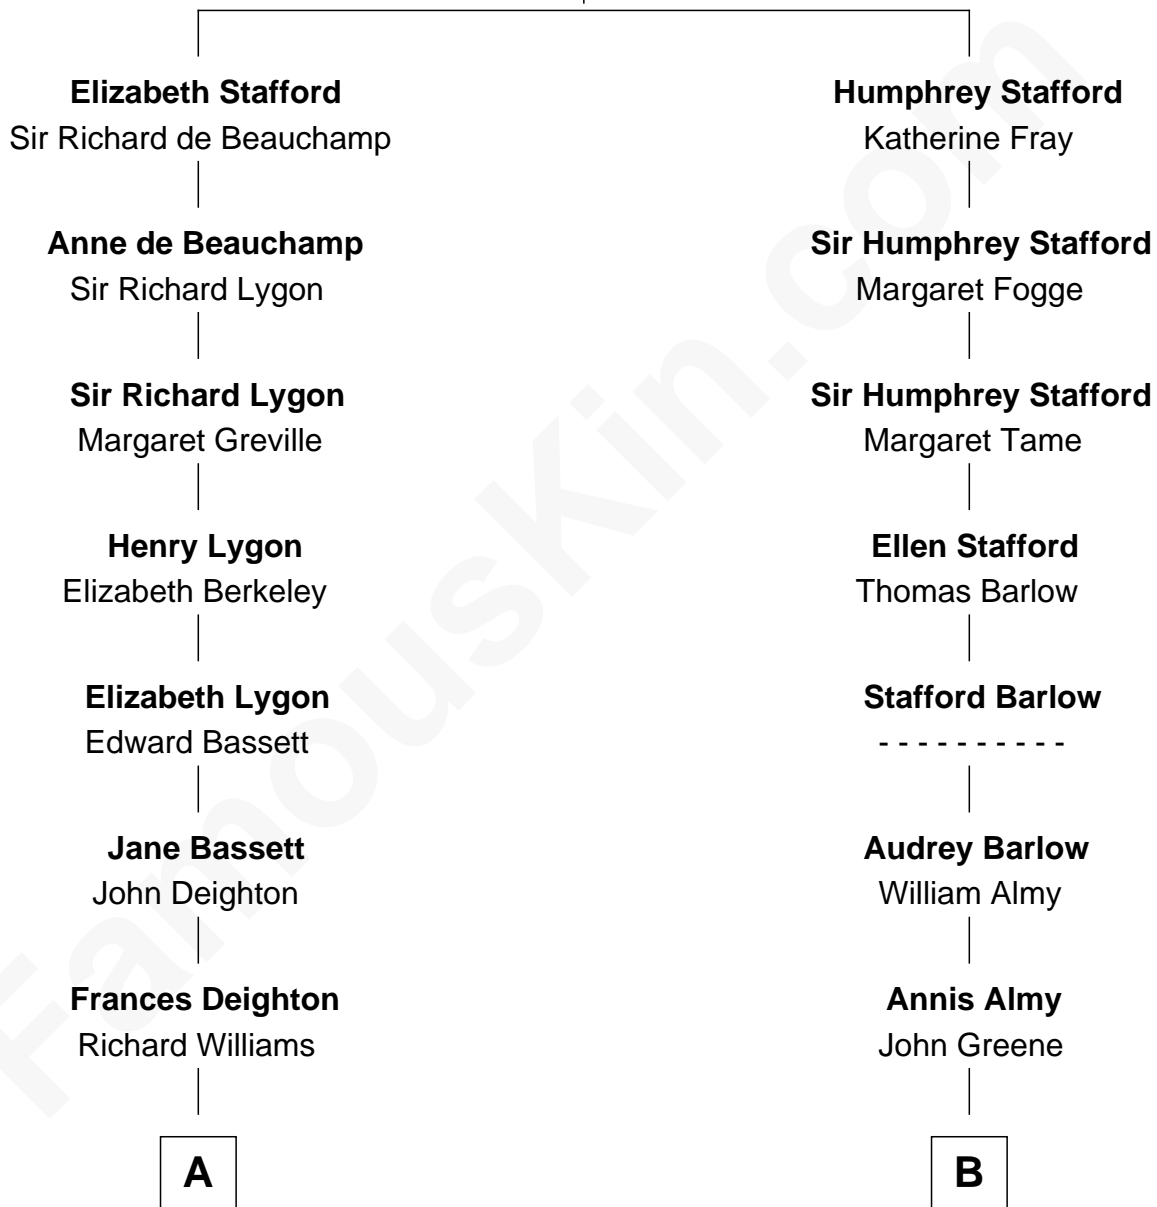 Elizabeth Stafford
Sir Richard de Beauchamp
Anne de Beauchamp
Sir Richard Lygon
Sir Richard Lygon
Margaret Greville
Henry Lygon
Elizabeth Berkeley
Elizabeth Lygon
Edward Bassett
Jane Bassett
John Deighton
Frances Deighton
Richard Williams
A
Humphrey Stafford
Katherine Fray
Sir Humphrey Stafford
Margaret Fogge
Sir Humphrey Stafford
Margaret Tame
Ellen Stafford
Thomas Barlow
Stafford Barlow
- - - - - - - - - -
Audrey Barlow
William Almy
Annis Almy
John Greene
B
FamousKin.com